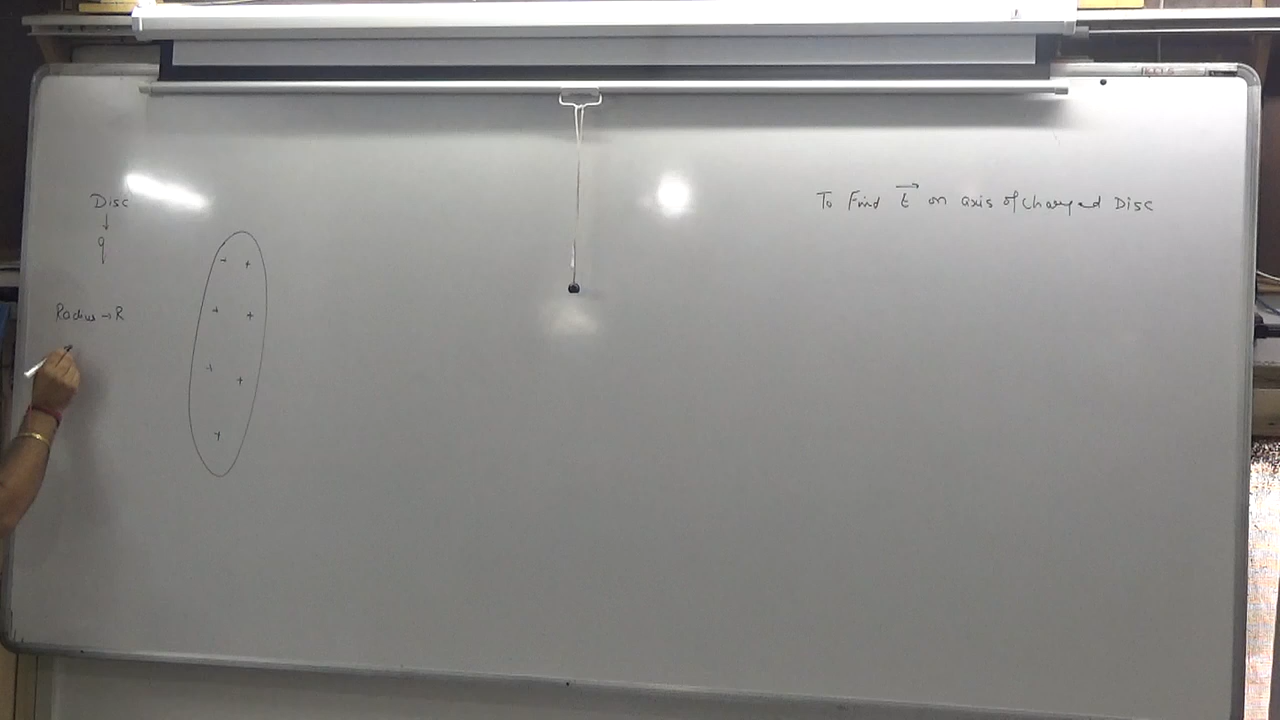 To Find E⃗ on axis of charged Disc
Disc
↓
q
Radius → R
+ +
+ +
+ +
+